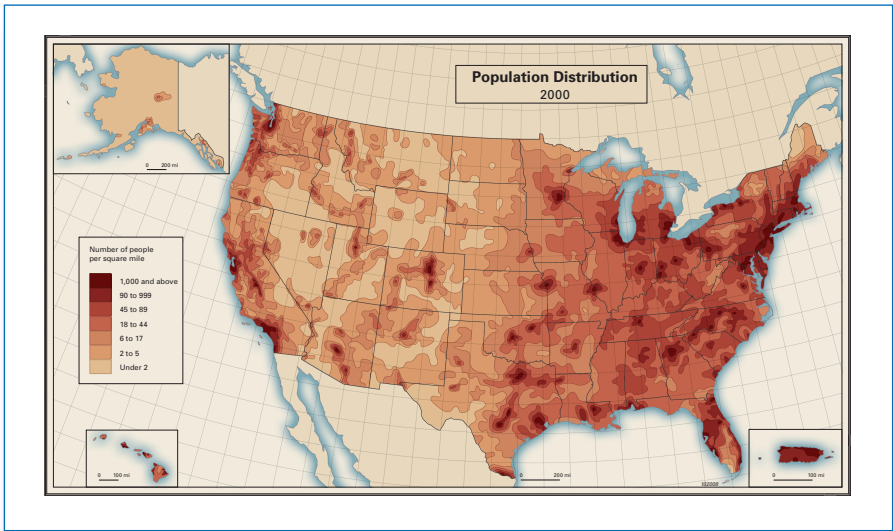 Population Distribution
2000
0 200 mi
Number of people
per square mile
1,000 and above
90 to 999
45 to 89
18 to 44
6 to 17
2 to 5
Under 2
0 100 mi
0 200 mi
0 100 mi